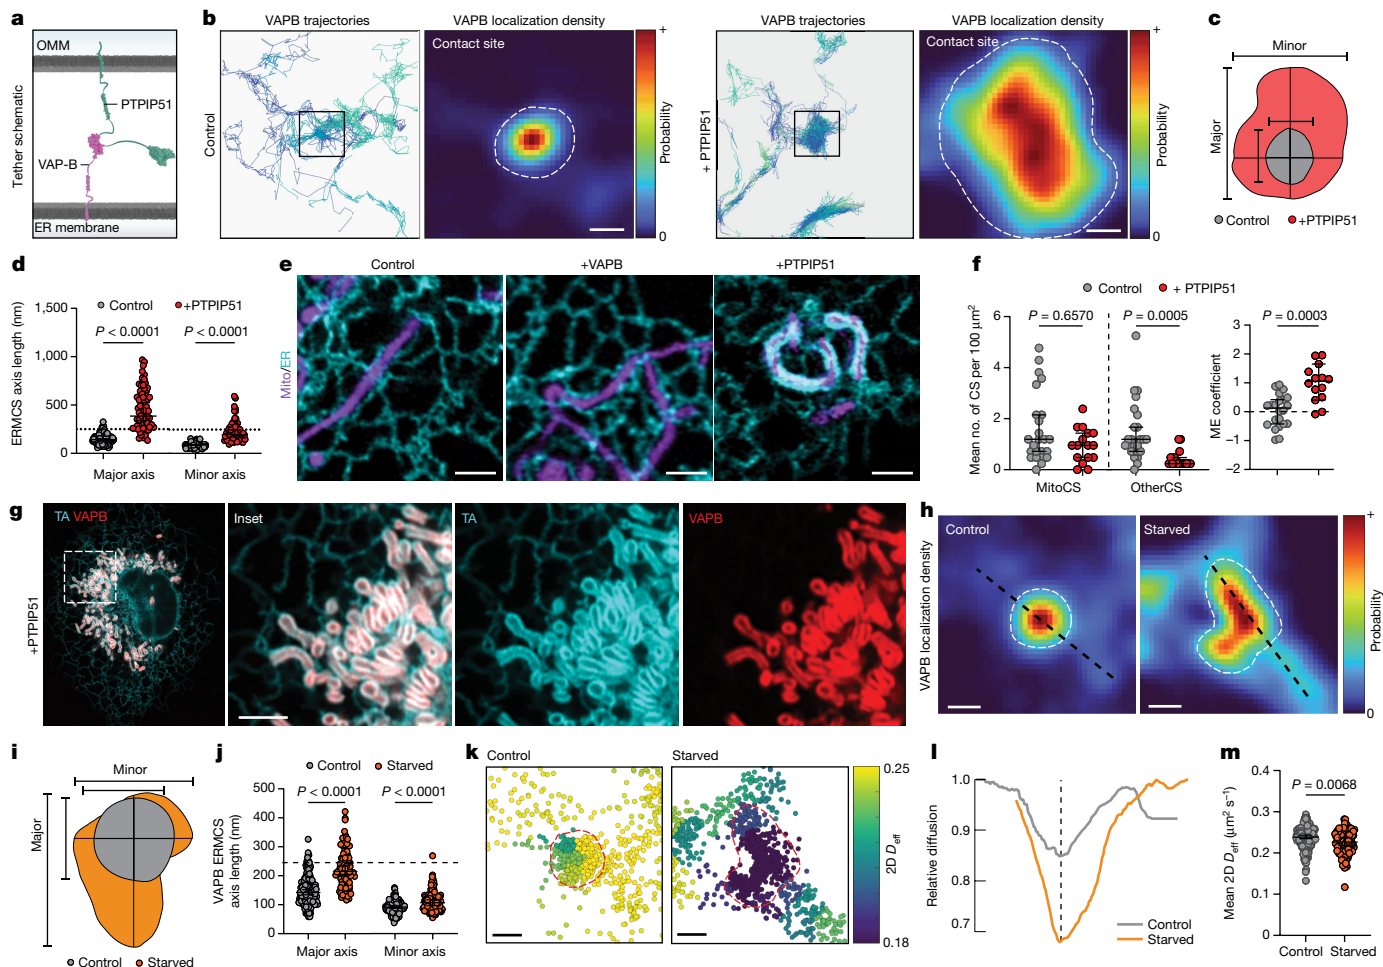 a
Tether schematic
OMM
PTPIP51
VAP-B
ER membrane
b
VAPB trajectories
VAPB localization density
Control
Contact site
+
Probability
0
VAPB trajectories
VAPB localization density
+ PTPIP51
Contact site
+
Probability
0
c
Minor
Major
Control
+PTPIP51
d
Control
+PTPIP51
P < 0.0001
P < 0.0001
ERMCS axis length (nm)
1,500
1,000
500
0
Major axis
Minor axis
e
Control
+VAPB
+PTPIP51
Mito/ER
f
Control
+ PTPIP51
P = 0.6570
P = 0.0005
P = 0.0003
Mean no. of CS per 100 μm²
6
4
2
0
MitoCS
OtherCS
ME coefficient
3
2
1
0
−1
−2
g
+PTPIP51
TA VAPB
Inset
TA
VAPB
h
VAPB localization density
Control
Starved
+
Probability
0
i
Minor
Major
Control
Starved
j
Control
Starved
P < 0.0001
P < 0.0001
VAPB ERMCS
axis length (nm)
500
400
300
200
100
0
Major axis
Minor axis
k
Control
Starved
0.25
2D Deff
0.18
l
Relative diffusion
1.0
0.9
0.8
0.7
Control
Starved
m
P = 0.0068
Mean 2D Deff (μm² s⁻¹)
0.4
0.3
0.2
0.1
0
Control
Starved